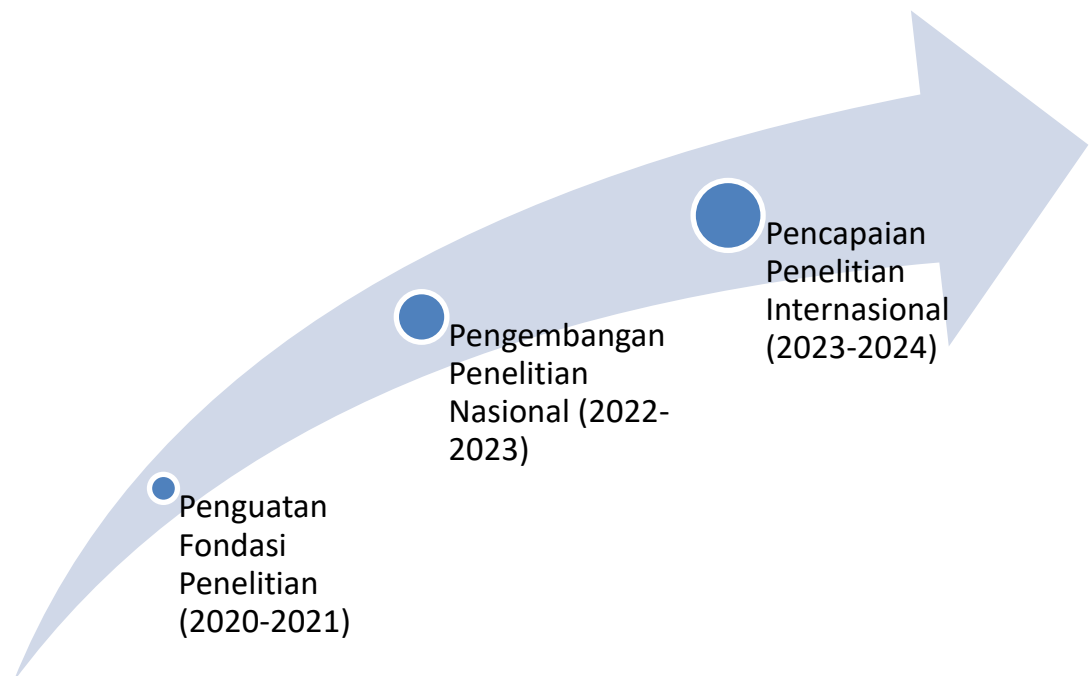 Penguatan
Fondasi
Penelitian
(2020-2021)
Pengembangan
Penelitian
Nasional (2022-
2023)
Pencapaian
Penelitian
Internasional
(2023-2024)